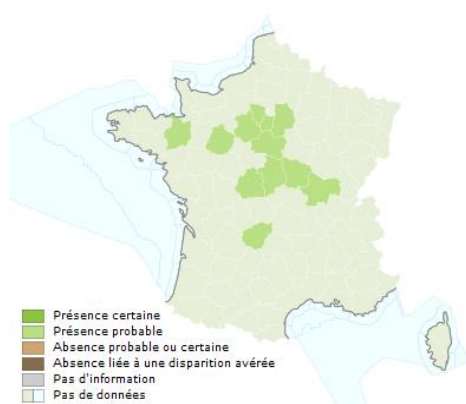 Présence certaine
Présence probable
Absence probable ou certaine
Absence liée à une disparition avérée
Pas d'information
Pas de données